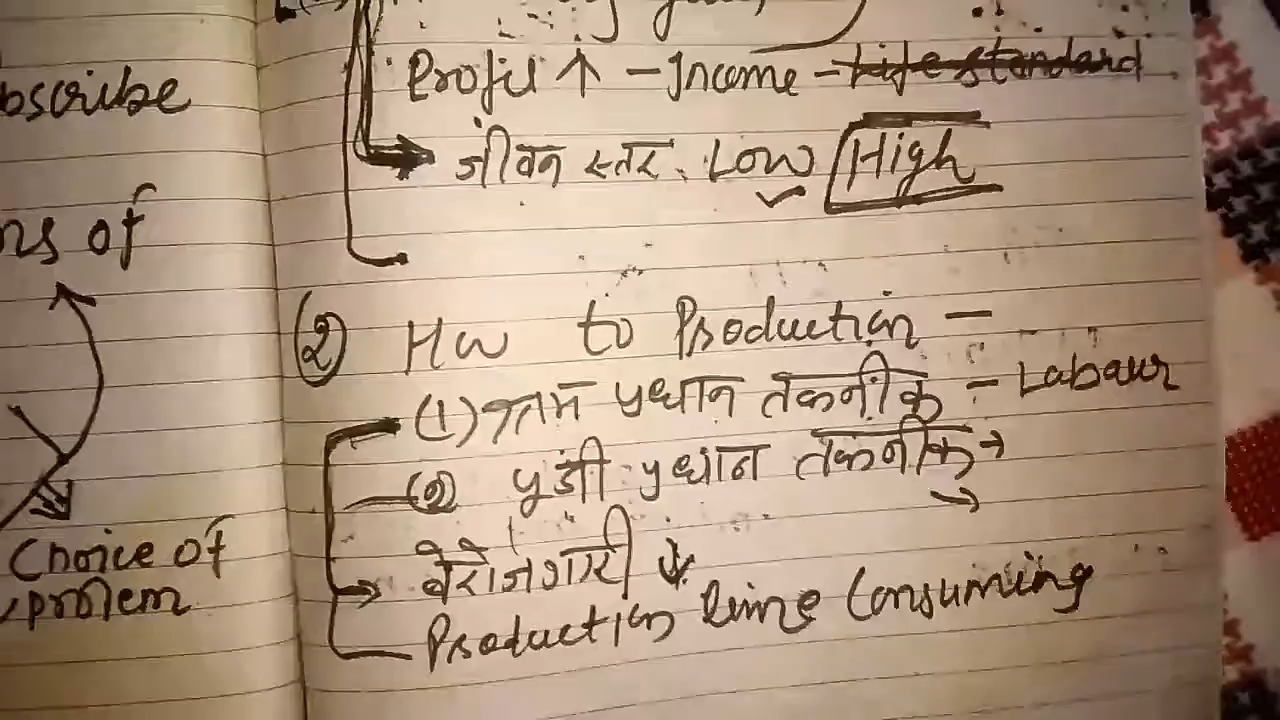 bscribe
ns of
Choice of
problem
Profit ↑ - Income - Life standard
जीवन स्तर. Low High
(2) Hw to Production -
(1) श्रम प्रधान तकनीक - Labour
(2) पूंजी प्रधान तकनीक →
बेरोजगारी ↓
Production time Consuming